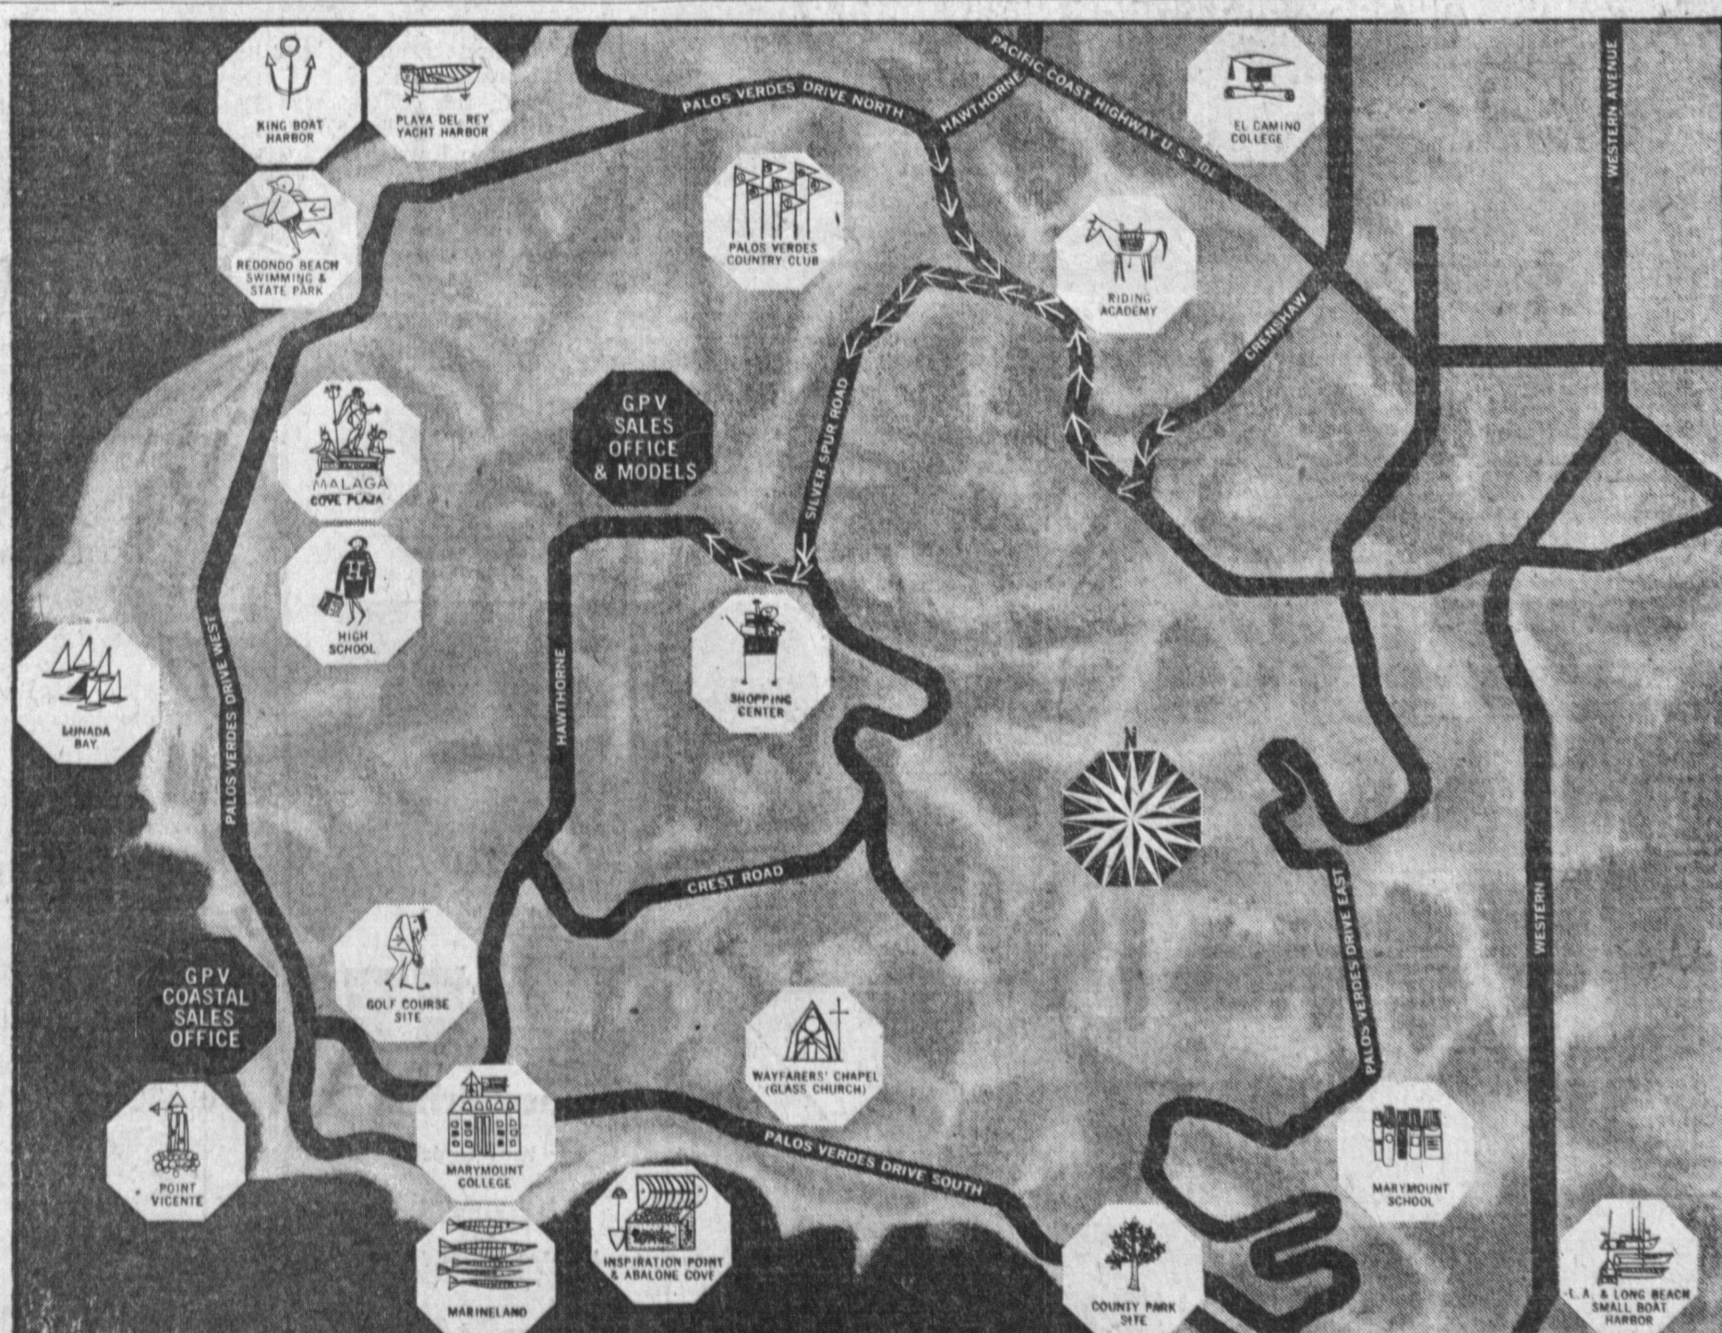 KING BOAT
HARBOR
PLAYA DEL REY
YACHT HARBOR
PALOS VERDES DRIVE NORTH
HAWTHORNE
PACIFIC COAST HIGHWAY U.S. 101
EL CAMINO
COLLEGE
WESTERN AVENUE
REDONDO BEACH
SWIMMING &
STATE PARK
PALOS VERDES
COUNTRY CLUB
RIDING
ACADEMY
CRENSHAW
MALAGA
COVE PLAZA
GPV
SALES
OFFICE
& MODELS
SILVER SPUR ROAD
H
HIGH
SCHOOL
LUNADA
BAY
PALOS VERDES DRIVE WEST
HAWTHORNE
SHOPPING
CENTER
N
CREST ROAD
PALOS VERDES DRIVE EAST
WESTERN
GPV
COASTAL
SALES
OFFICE
GOLF COURSE
SITE
WAYFARERS' CHAPEL
(GLASS CHURCH)
POINT
VICENTE
MARYMOUNT
COLLEGE
PALOS VERDES DRIVE SOUTH
MARYMOUNT
SCHOOL
INSPIRATION POINT
& ABALONE COVE
MARINELAND
COUNTY PARK
SITE
L.A. & LONG BEACH
SMALL BOAT
HARBOR